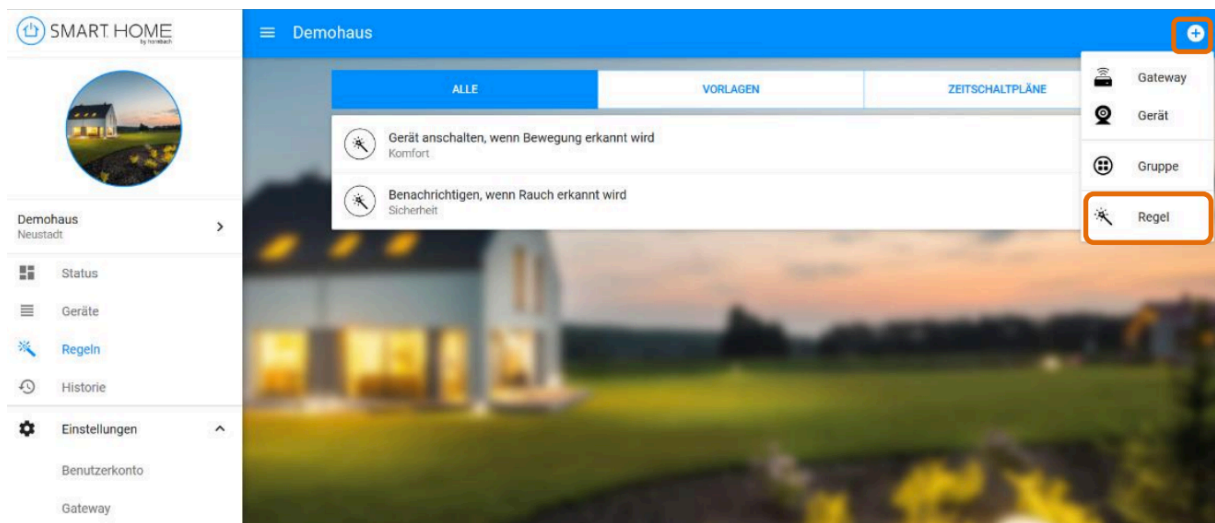 SMART HOME
by hornbach
Demohaus
Neustadt
Status
Geräte
Regeln
Historie
Einstellungen
Benutzerkonto
Gateway
Demohaus
ALLE
VORLAGEN
ZEITSCHALTPLÄNE
Gerät anschalten, wenn Bewegung erkannt wird
Komfort
Benachrichtigen, wenn Rauch erkannt wird
Sicherheit
Gateway
Gerät
Gruppe
Regel